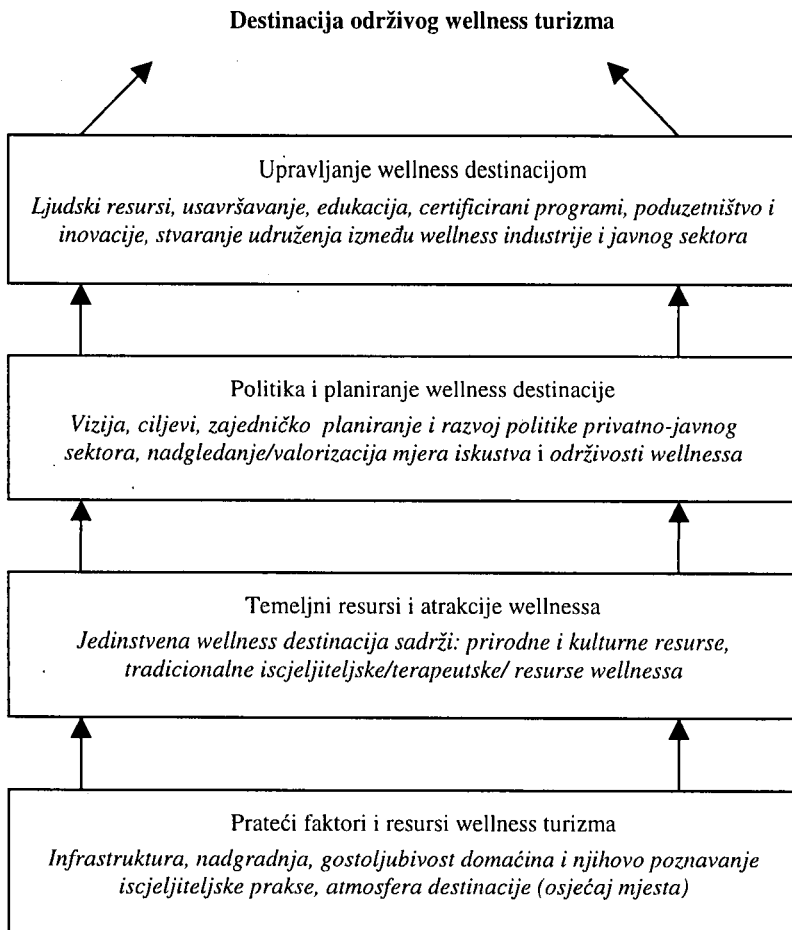 Destinacija održivog wellness turizma
Upravljanje wellness destinacijom
Ljudski resursi, usavršavanje, edukacija, certificirani programi, poduzetništvo i
inovacije, stvaranje udruženja između wellness industrije i javnog sektora
Politika i planiranje wellness destinacije
Vizija, ciljevi, zajedničko planiranje i razvoj politike privatno-javnog
sektora, nadgledanje/valorizacija mjera iskustva i održivosti wellnessa
Temeljni resursi i atrakcije wellnessa
Jedinstvena wellness destinacija sadrži: prirodne i kulturne resurse,
tradicionalne iscjeljiteljske/terapeutske/ resurse wellnessa
Prateći faktori i resursi wellness turizma
Infrastruktura, nadgradnja, gostoljubivost domaćina i njihovo poznavanje
iscjeljiteljske prakse, atmosfera destinacije (osjećaj mjesta)